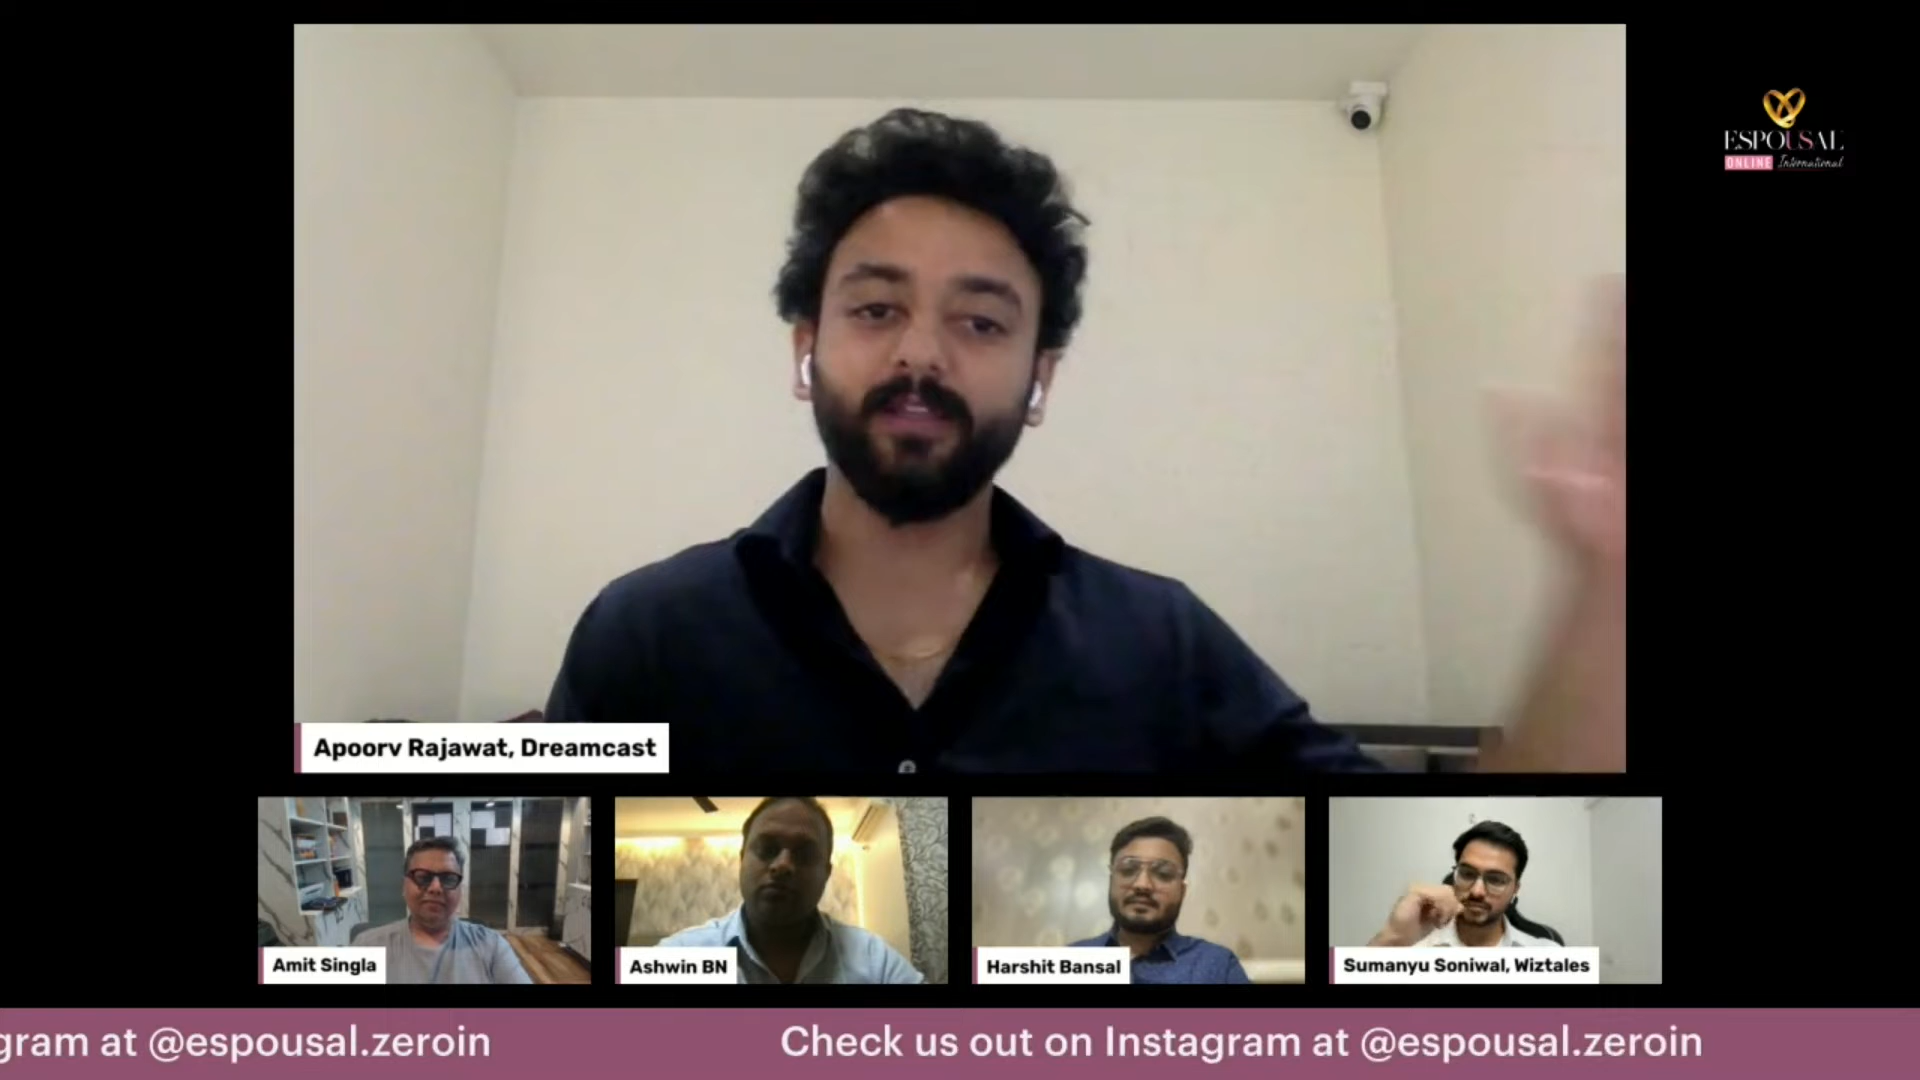 ESPOUSAL
ONLINE International
Apoorv Rajawat, Dreamcast
Amit Singla
Ashwin BN
Harshit Bansal
Sumanyu Soniwal, Wiztales
gram at @espousal.zeroin
Check us out on Instagram at @espousal.zeroin